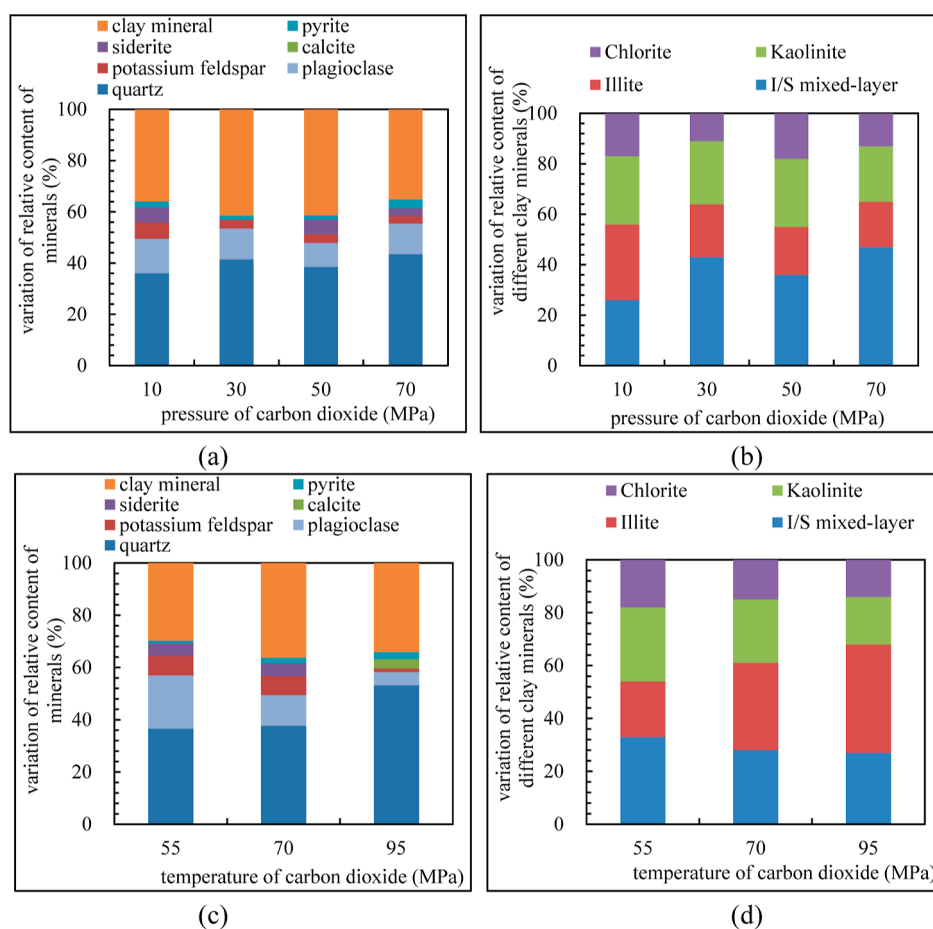 clay mineral pyrite
siderite calcite
potassium feldspar plagioclase
quartz
variation of relative content of
minerals (%)
100
80
60
40
20
0
10 30 50 70
pressure of carbon dioxide (MPa)
(a)
Chlorite Kaolinite
Illite I/S mixed-layer
variation of relative content of
different clay minerals (%)
100
80
60
40
20
0
10 30 50 70
pressure of carbon dioxide (MPa)
(b)
clay mineral pyrite
siderite calcite
potassium feldspar plagioclase
quartz
variation of relative content of
minerals (%)
100
80
60
40
20
0
55 70 95
temperature of carbon dioxide (MPa)
(c)
Chlorite Kaolinite
Illite I/S mixed-layer
variation of relative content of
different clay minerals (%)
100
80
60
40
20
0
55 70 95
temperature of carbon dioxide (MPa)
(d)